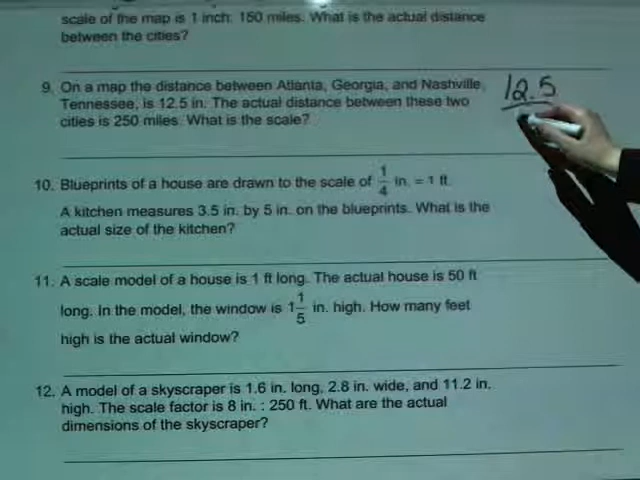 scale of the map is 1 inch: 150 miles. What is the actual distance
between the cities?
9. On a map the distance between Atlanta, Georgia, and Nashville, 12.5
Tennessee, is 12.5 in. The actual distance between these two
cities is 250 miles. What is the scale?
10. Blueprints of a house are drawn to the scale of 1/4 in. = 1 ft.
A kitchen measures 3.5 in. by 5 in. on the blueprints. What is the
actual size of the kitchen?
11. A scale model of a house is 1 ft long. The actual house is 50 ft
long. In the model, the window is 1 1/5 in. high. How many feet
high is the actual window?
12. A model of a skyscraper is 1.6 in. long, 2.8 in. wide, and 11.2 in.
high. The scale factor is 8 in. : 250 ft. What are the actual
dimensions of the skyscraper?